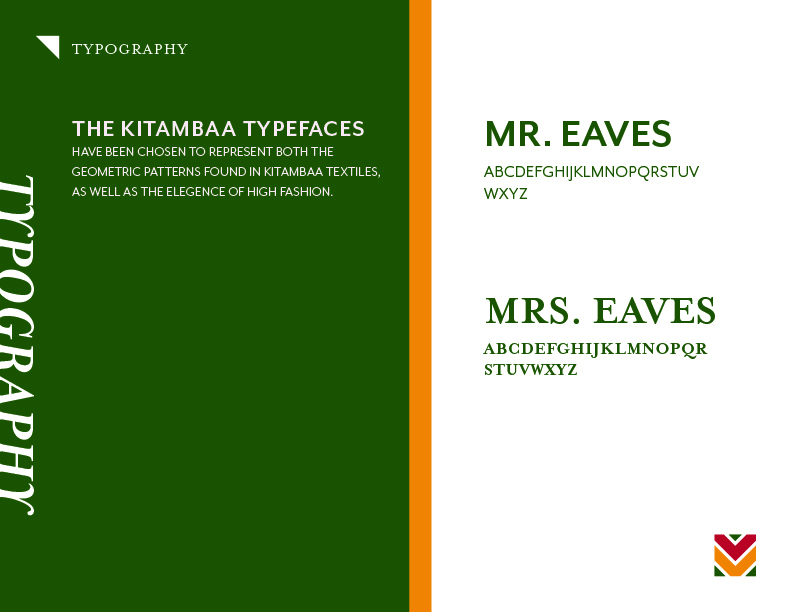 TYPOGRAPHY
THE KITAMBAA TYPEFACES
HAVE BEEN CHOSEN TO REPRESENT BOTH THE
GEOMETRIC PATTERNS FOUND IN KITAMBAA TEXTILES,
AS WELL AS THE ELEGENCE OF HIGH FASHION.
TYPOGRAPHY
MR. EAVES
ABCDEFGHIJKLMNOPQRSTUV
WXYZ
MRS. EAVES
ABCDEFGHIJKLMNOPQR
STUVWXYZ